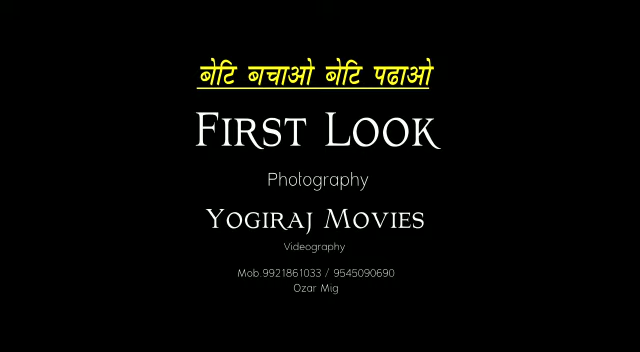 बेटि बचाओ बेटि पढाओ
First Look
Photography
Yogiraj Movies
Videography
Mob.9921861033 / 9545090690
Ozar Mig